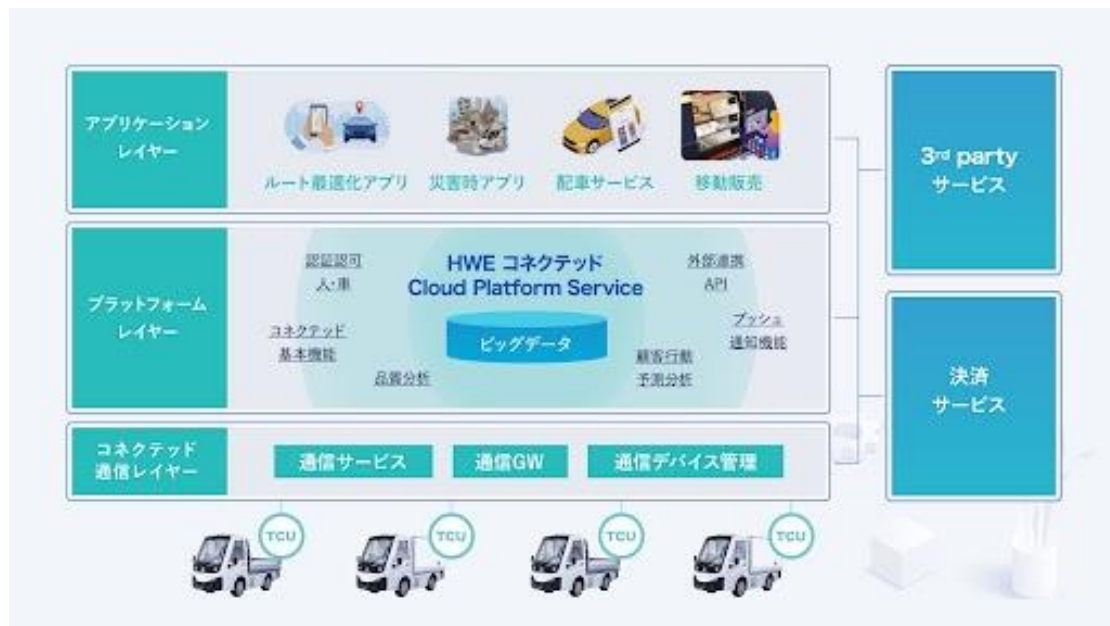 アプリケーション
レイヤー
ルート最適化アプリ
災害時アプリ
配車サービス
移動販売
プラットフォーム
レイヤー
HWE コネクテッド
Cloud Platform Service
ビッグデータ
認証認可
人・車
コネクテッド
基本機能
品質分析
外部連携
API
プッシュ
通知機能
顧客行動
予測分析
コネクテッド
通信レイヤー
通信サービス
通信GW
通信デバイス管理
TCU
TCU
TCU
TCU
3rd party
サービス
決済
サービス